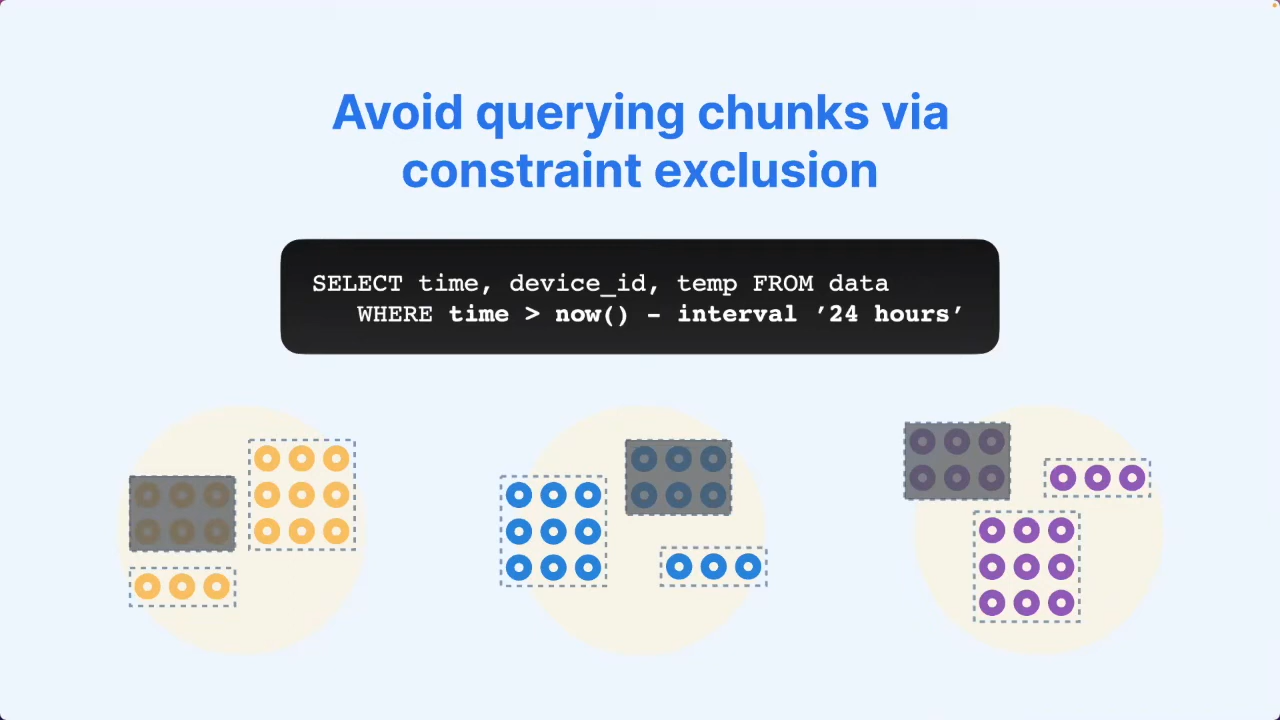 Avoid querying chunks via
constraint exclusion
SELECT time, device_id, temp FROM data
WHERE time > now() - interval ’24 hours’